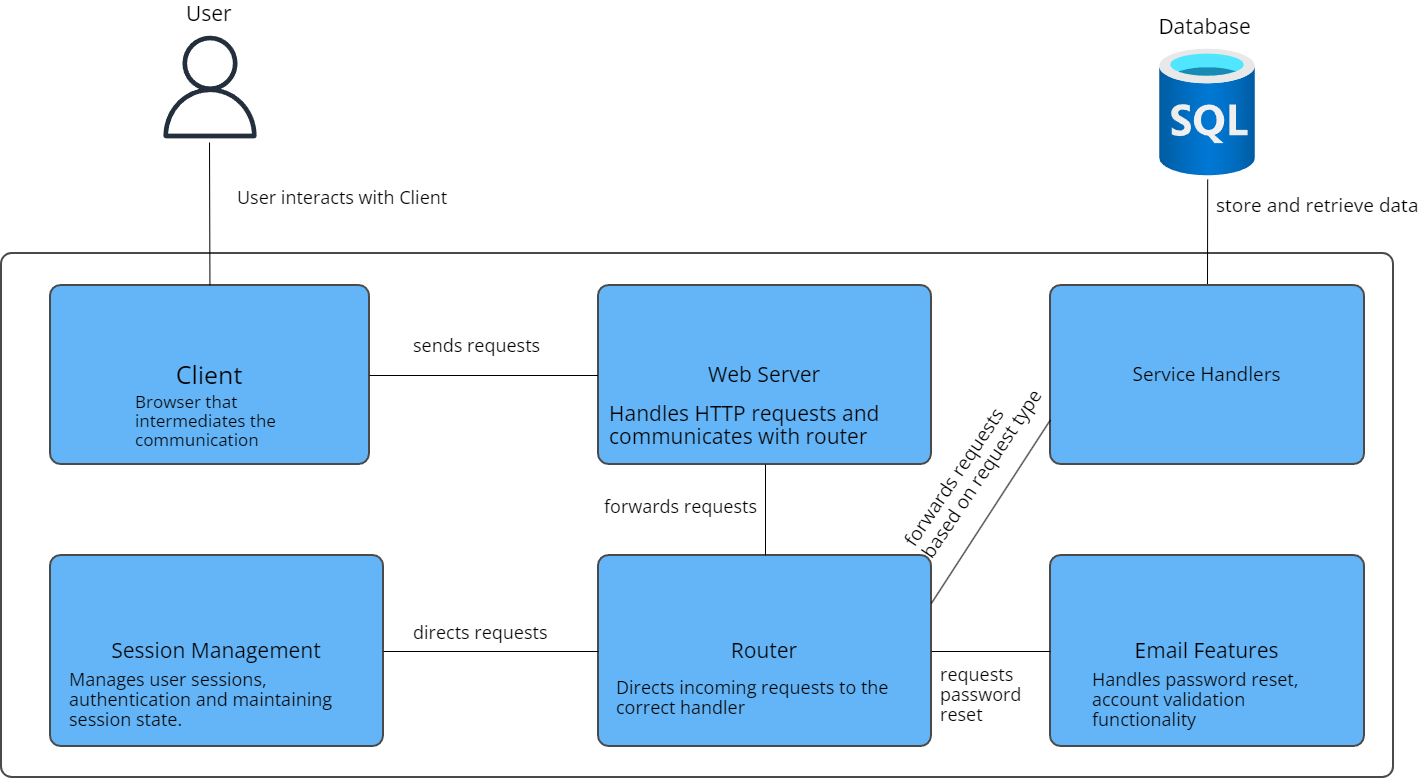 User
Database
SQL
User interacts with Client
store and retrieve data
sends requests
Client
Browser that
intermediates the
communication
Web Server
Handles HTTP requests and
communicates with router
Service Handlers
forwards requests
based on request type
forwards requests
directs requests
Session Management
Manages user sessions,
authentication and maintaining
session state.
Router
Directs incoming requests to the
correct handler
requests
password
reset
Email Features
Handles password reset,
account validation
functionality